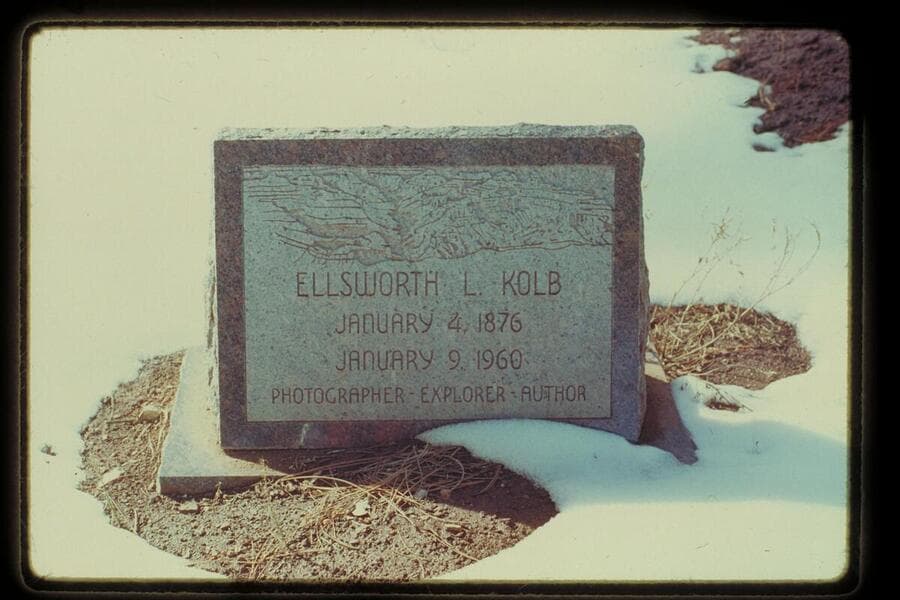 ELLSWORTH L. KOLB
JANUARY 4, 1876
JANUARY 9, 1960
PHOTOGRAPHER - EXPLORER - AUTHOR